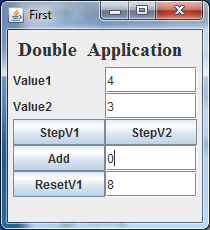 First
Double Application
Value1 4
Value2 3
StepV1 StepV2
Add 0
ResetV1 8